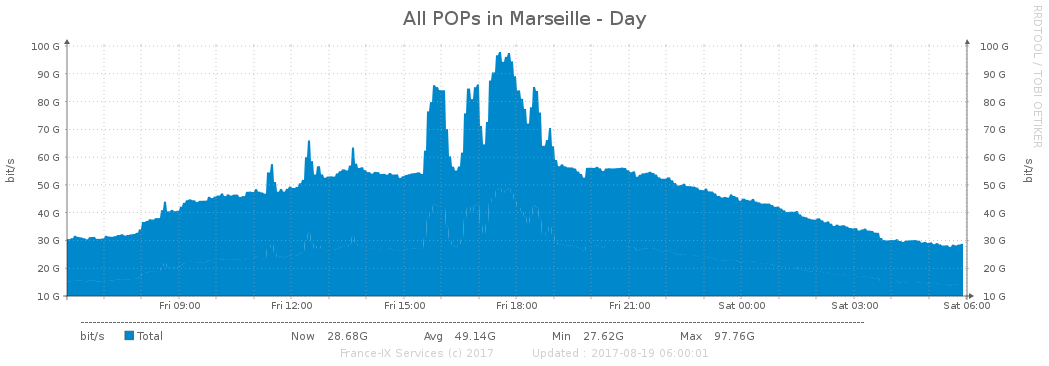 All POPs in Marseille - Day
RRDTOOL / TOBI OETIKER
100 G 100 G
90 G 90 G
80 G 80 G
70 G 70 G
60 G 60 G
50 G 50 G
40 G 40 G
30 G 30 G
20 G 20 G
10 G 10 G
bit/s bit/s
Fri 09:00 Fri 12:00 Fri 15:00 Fri 18:00 Fri 21:00 Sat 00:00 Sat 03:00 Sat 06:00
bit/s Total Now 28.68G Avg 49.14G Min 27.62G Max 97.76G
France-IX Services (c) 2017 Updated : 2017-08-19 06:00:01